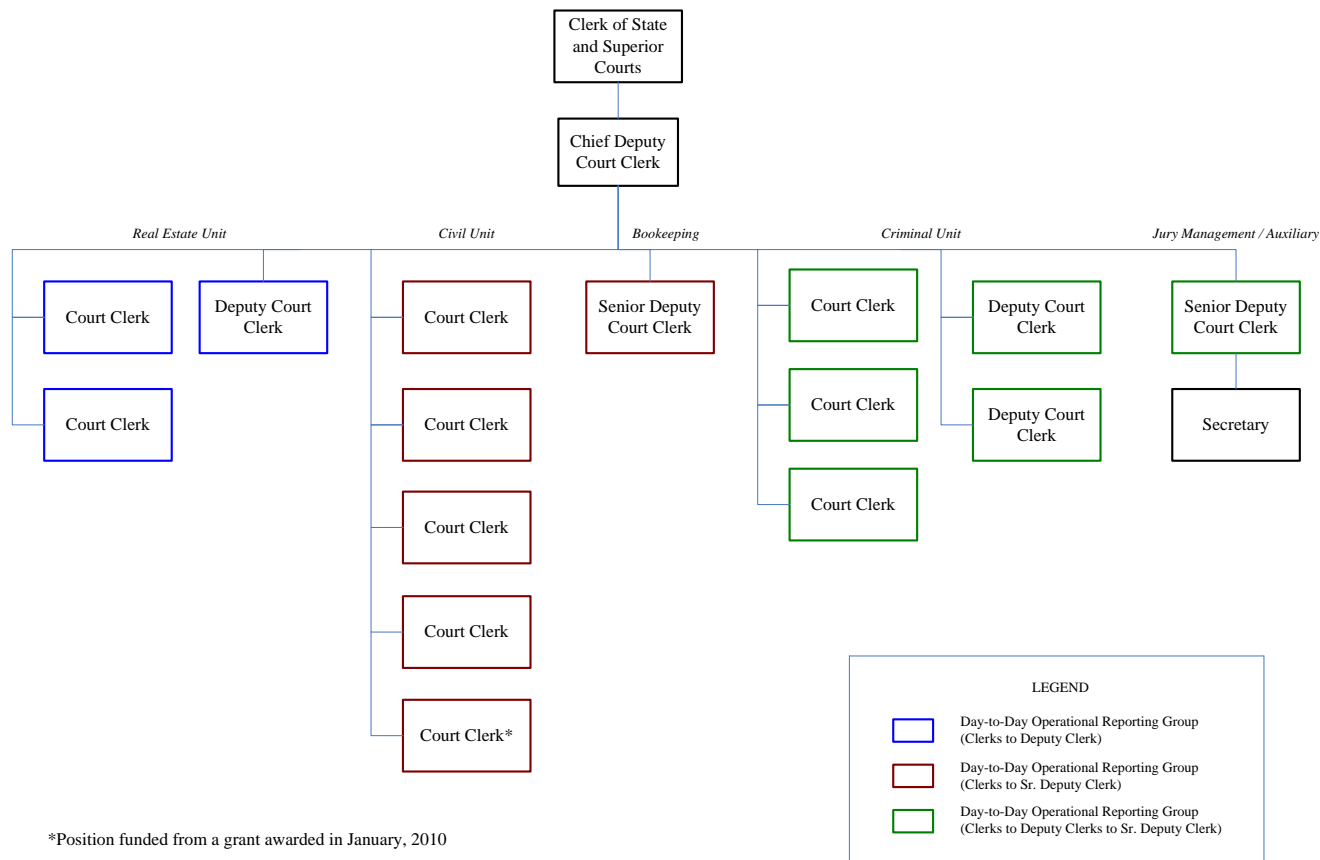 Clerk of State
and Superior
Courts
Chief Deputy
Court Clerk
Real Estate Unit
Civil Unit
Bookeeping
Criminal Unit
Jury Management / Auxiliary
Court Clerk
Court Clerk
Deputy Court
Clerk
Court Clerk
Court Clerk
Court Clerk
Court Clerk
Court Clerk*
Senior Deputy
Court Clerk
Court Clerk
Court Clerk
Court Clerk
Deputy Court
Clerk
Deputy Court
Clerk
Senior Deputy
Court Clerk
Secretary
LEGEND
Day-to-Day Operational Reporting Group
(Clerks to Deputy Clerk)
Day-to-Day Operational Reporting Group
(Clerks to Sr. Deputy Clerk)
Day-to-Day Operational Reporting Group
(Clerks to Deputy Clerks to Sr. Deputy Clerk)
*Position funded from a grant awarded in January, 2010